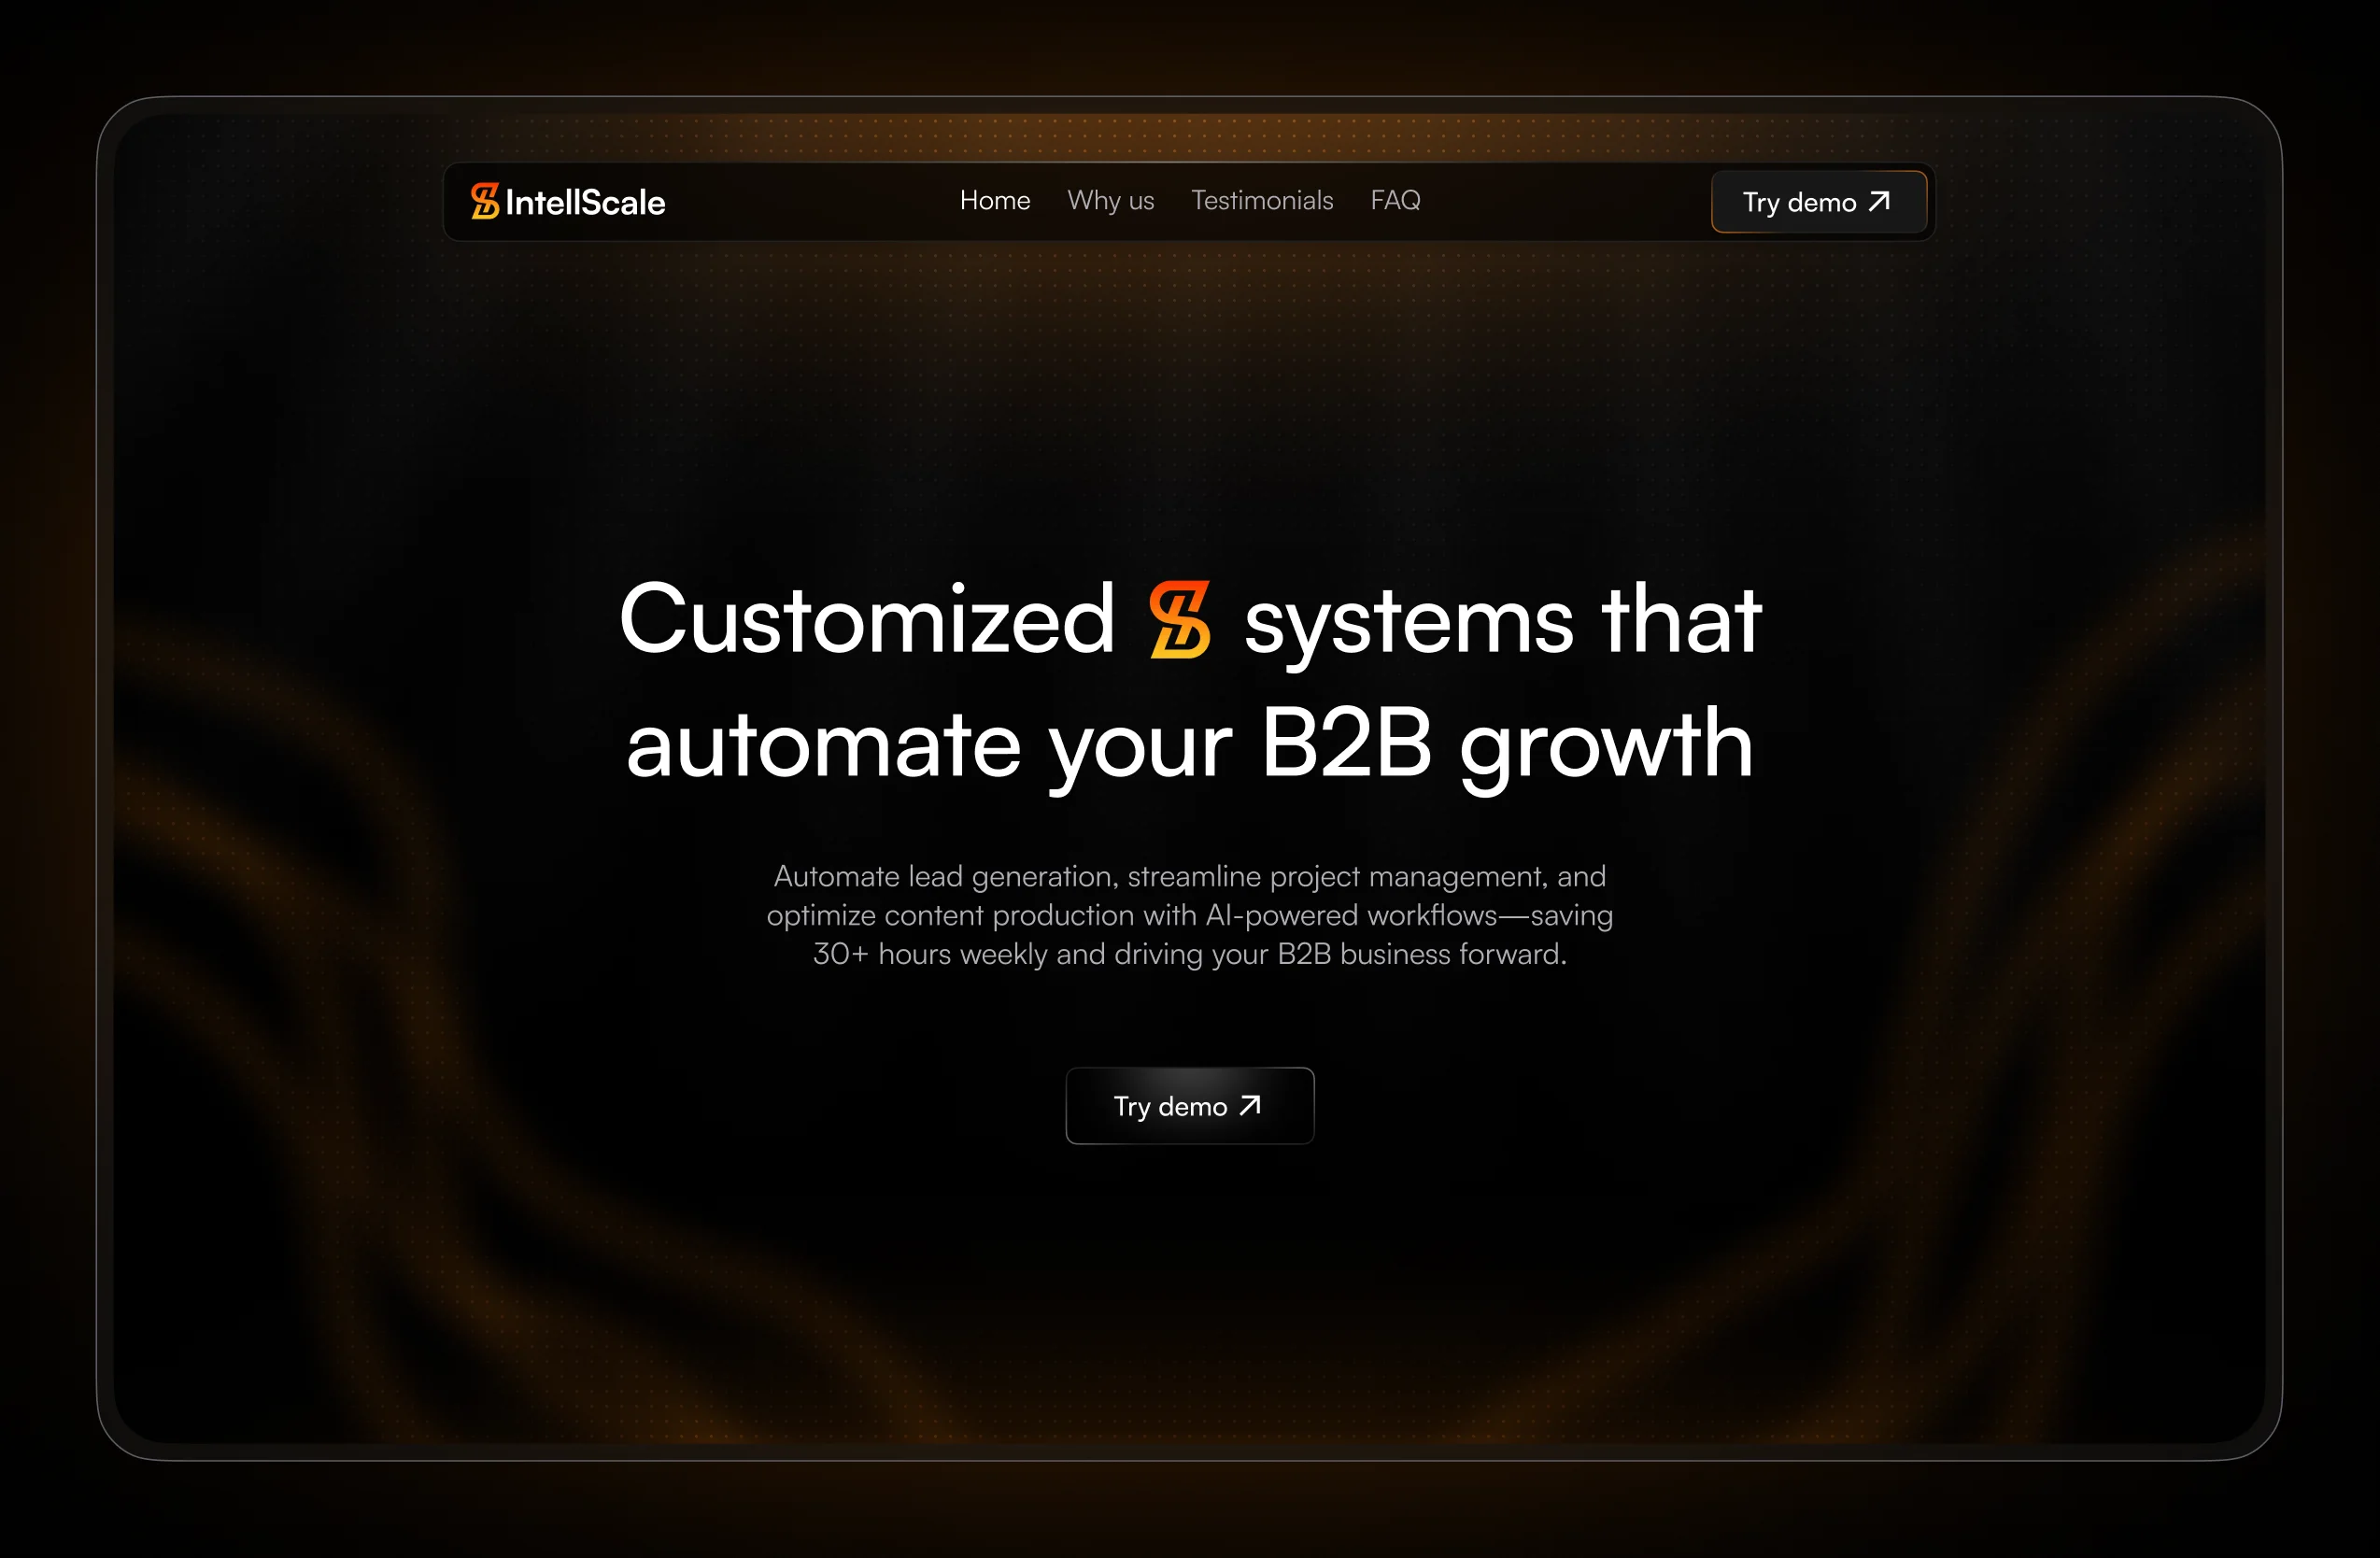 IntellScale
Home Why us Testimonials FAQ
Try demo
Customized systems that
automate your B2B growth
Automate lead generation, streamline project management, and
optimize content production with AI-powered workflows—saving
30+ hours weekly and driving your B2B business forward.
Try demo